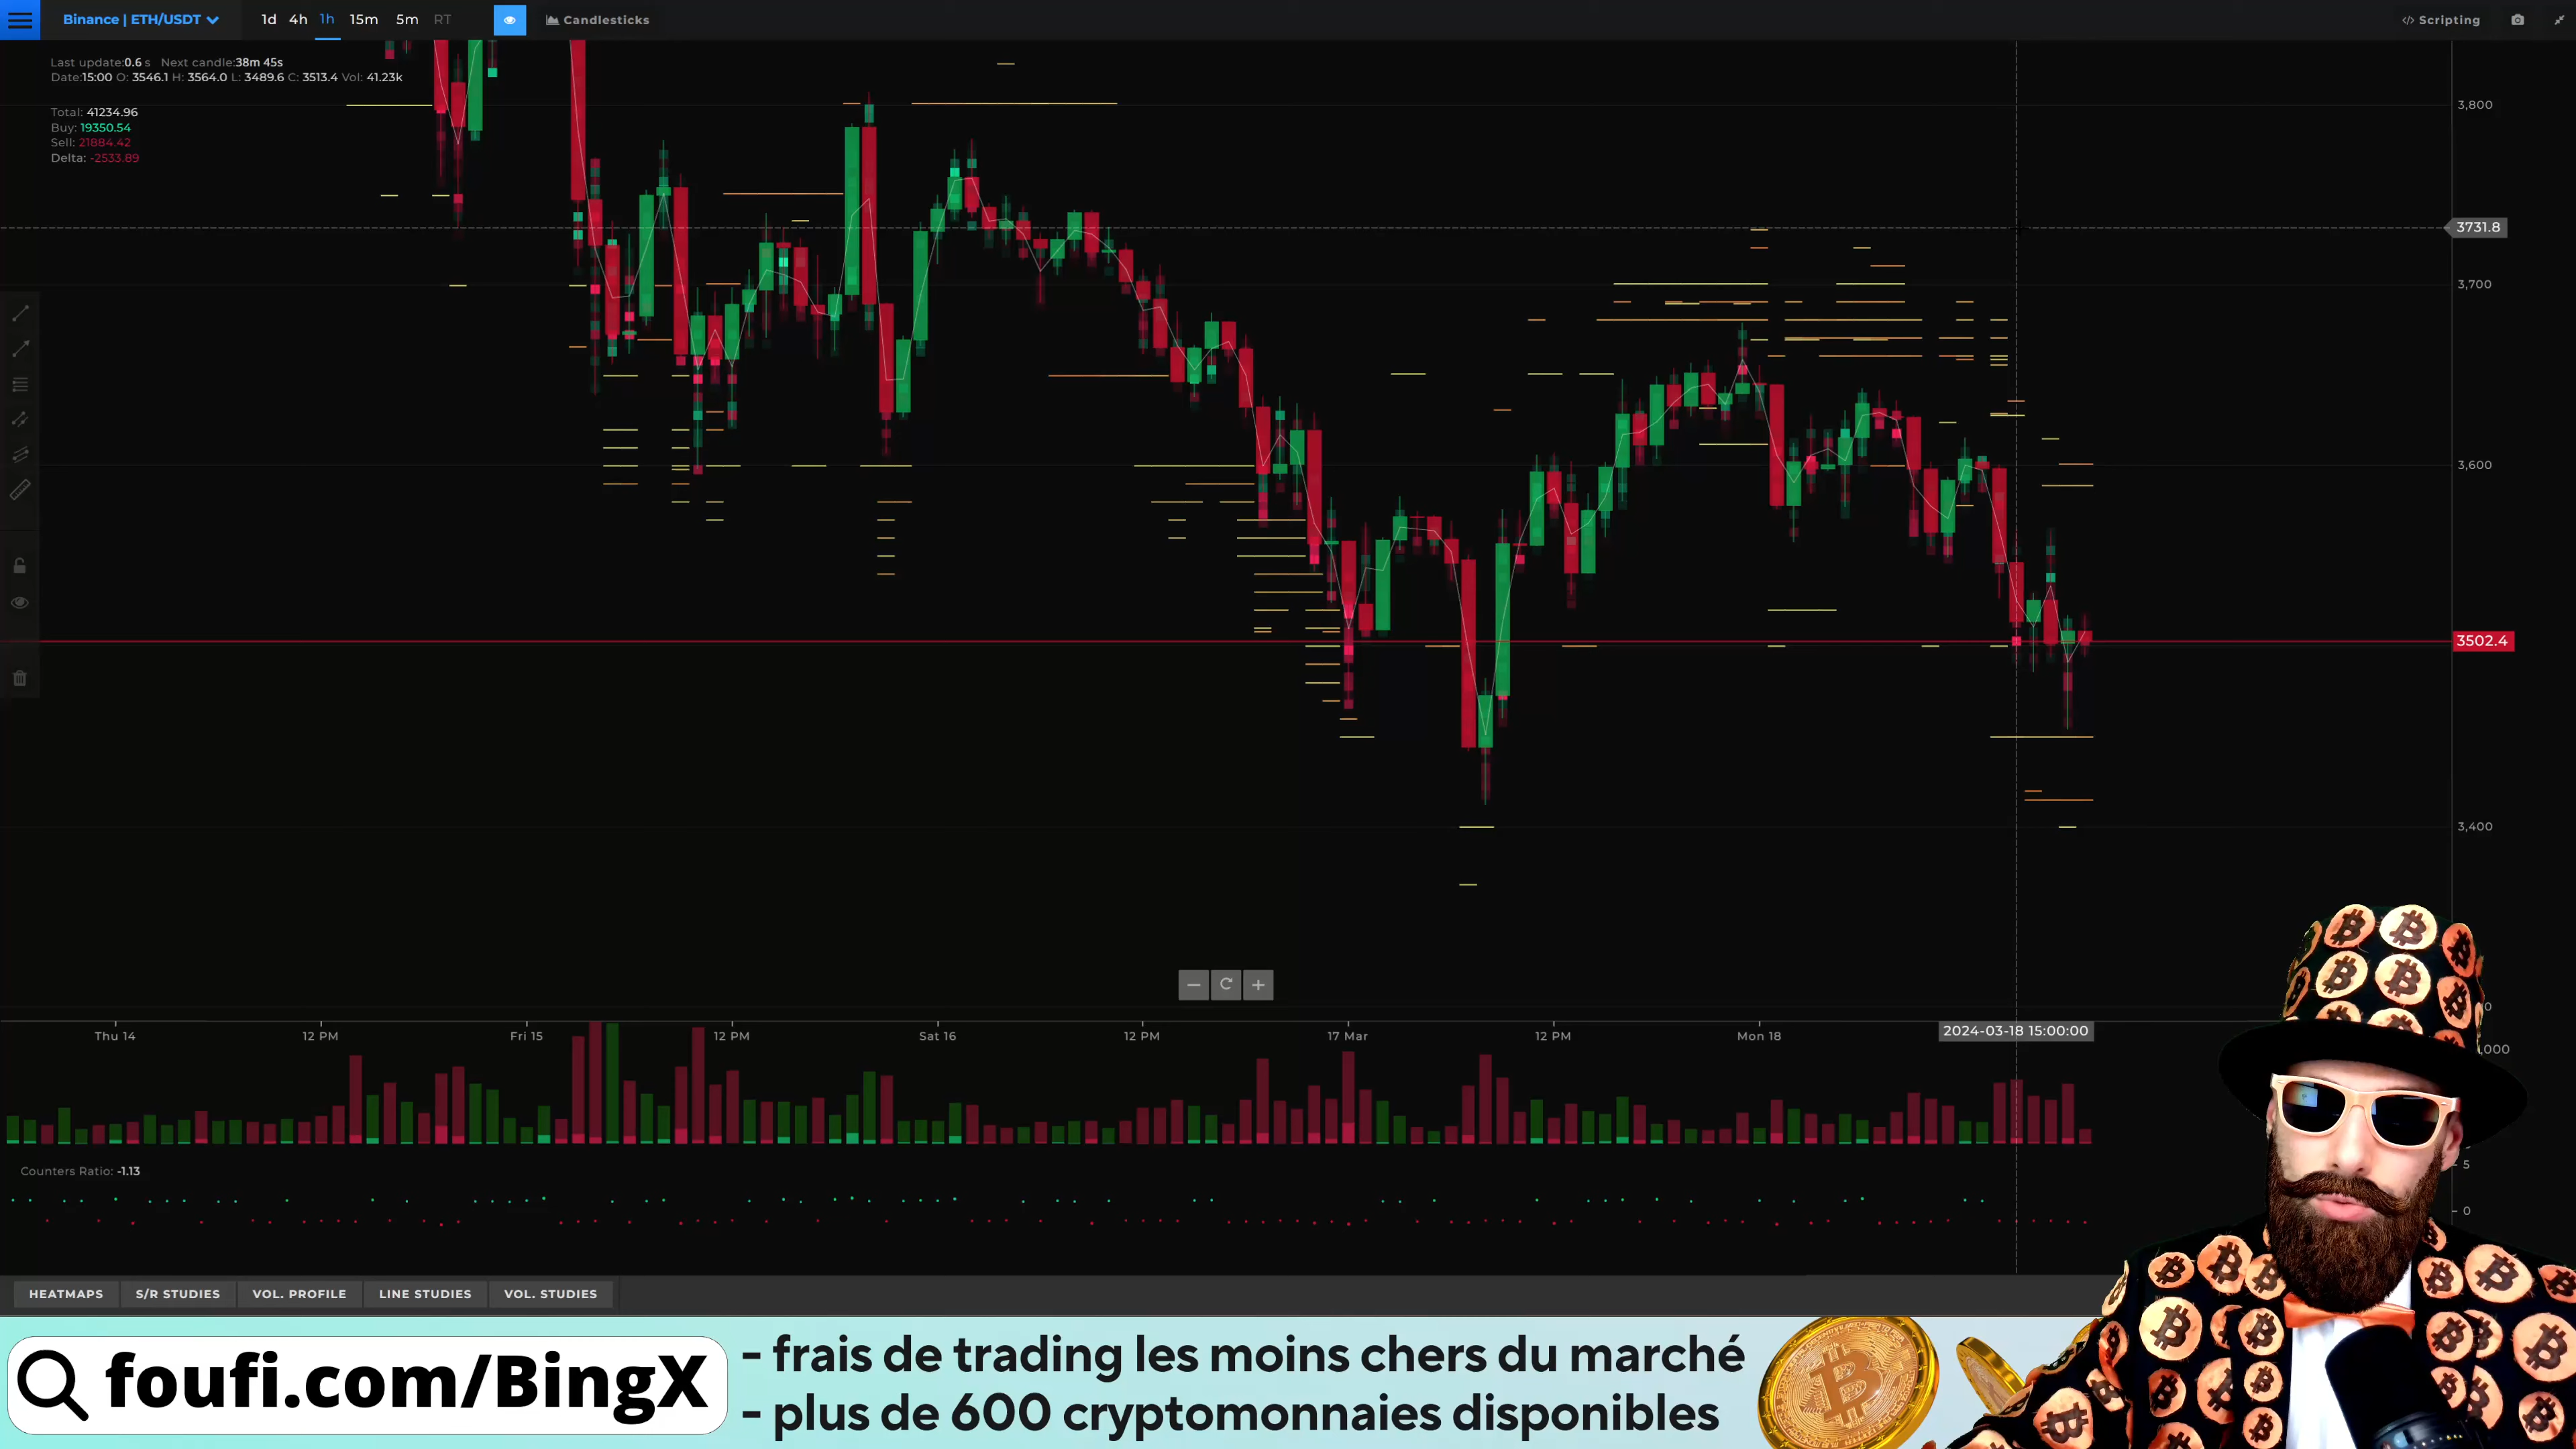 Binance | ETH/USDT 1d 4h 1h 15m 5m RT Candlesticks </> Scripting
Last update:0.6 s Next candle:38m 45s
Date:15:00 O: 3546.1 H: 3564.0 L: 3489.6 C: 3513.4 Vol: 41.23k
Total: 41234.96
Buy: 19350.54
Sell: 21884.42
Delta: -2533.89
3,800
3731.8
3,700
3,600
3502.4
3,400
Thu 14 12 PM Fri 15 12 PM Sat 16 12 PM 17 Mar 12 PM Mon 18 2024-03-18 15:00:00
Counters Ratio: -1.13
5
0
HEATMAPS S/R STUDIES VOL. PROFILE LINE STUDIES VOL. STUDIES
foufi.com/BingX
- frais de trading les moins chers du marché
- plus de 600 cryptomonnaies disponibles